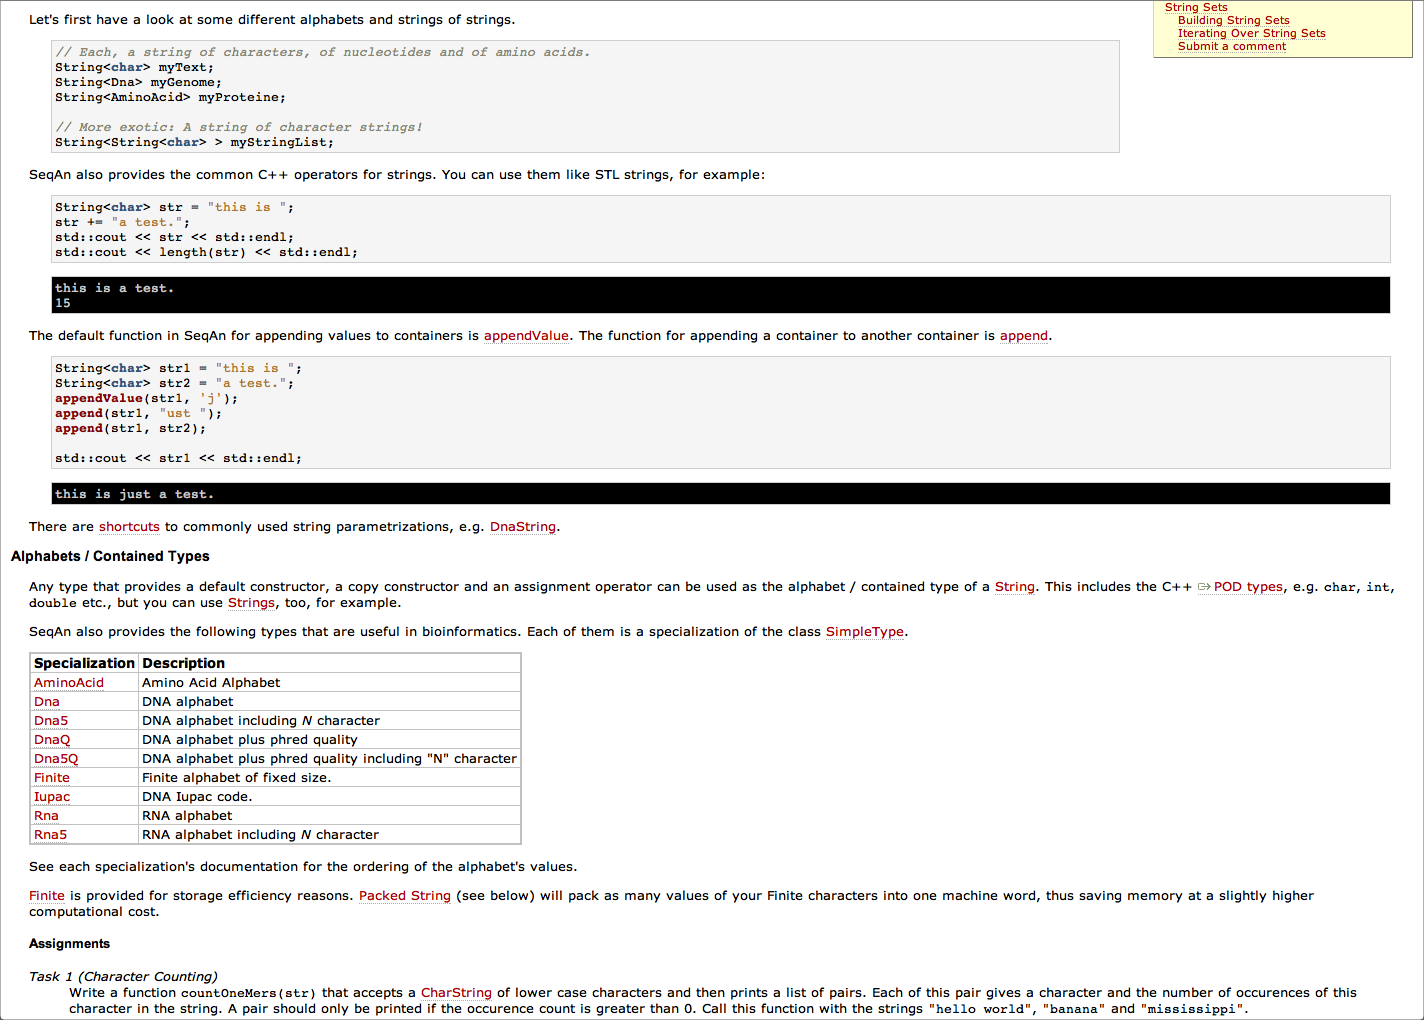 Let's first have a look at some different alphabets and strings of strings.
String Sets
Building String Sets
Iterating Over String Sets
Submit a comment
// Each, a string of characters, of nucleotides and of amino acids.
String<char> myText;
String<Dna> myGenome;
String<AminoAcid> myProteine;
// More exotic: A string of character strings!
String<String<char> > myStringList;
SeqAn also provides the common C++ operators for strings. You can use them like STL strings, for example:
String<char> str = "this is ";
str += "a test.";
std::cout << str << std::endl;
std::cout << length(str) << std::endl;
this is a test.
15
The default function in SeqAn for appending values to containers is appendValue. The function for appending a container to another container is append.
String<char> str1 = "this is ";
String<char> str2 = "a test.";
appendValue(str1, 'j');
append(str1, "ust ");
append(str1, str2);
std::cout << str1 << std::endl;
this is just a test.
There are shortcuts to commonly used string parametrizations, e.g. DnaString.
Alphabets / Contained Types
Any type that provides a default constructor, a copy constructor and an assignment operator can be used as the alphabet / contained type of a String. This includes the C++ POD types, e.g. char, int,
double etc., but you can use Strings, too, for example.
SeqAn also provides the following types that are useful in bioinformatics. Each of them is a specialization of the class SimpleType.
Specialization Description
AminoAcid Amino Acid Alphabet
Dna DNA alphabet
Dna5 DNA alphabet including N character
DnaQ DNA alphabet plus phred quality
Dna5Q DNA alphabet plus phred quality including "N" character
Finite Finite alphabet of fixed size.
Iupac DNA Iupac code.
Rna RNA alphabet
Rna5 RNA alphabet including N character
See each specialization's documentation for the ordering of the alphabet's values.
Finite is provided for storage efficiency reasons. Packed String (see below) will pack as many values of your Finite characters into one machine word, thus saving memory at a slightly higher
computational cost.
Assignments
Task 1 (Character Counting)
Write a function countOneMers(str) that accepts a CharString of lower case characters and then prints a list of pairs. Each of this pair gives a character and the number of occurences of this
character in the string. A pair should only be printed if the occurence count is greater than 0. Call this function with the strings "hello world", "banana" and "mississippi".